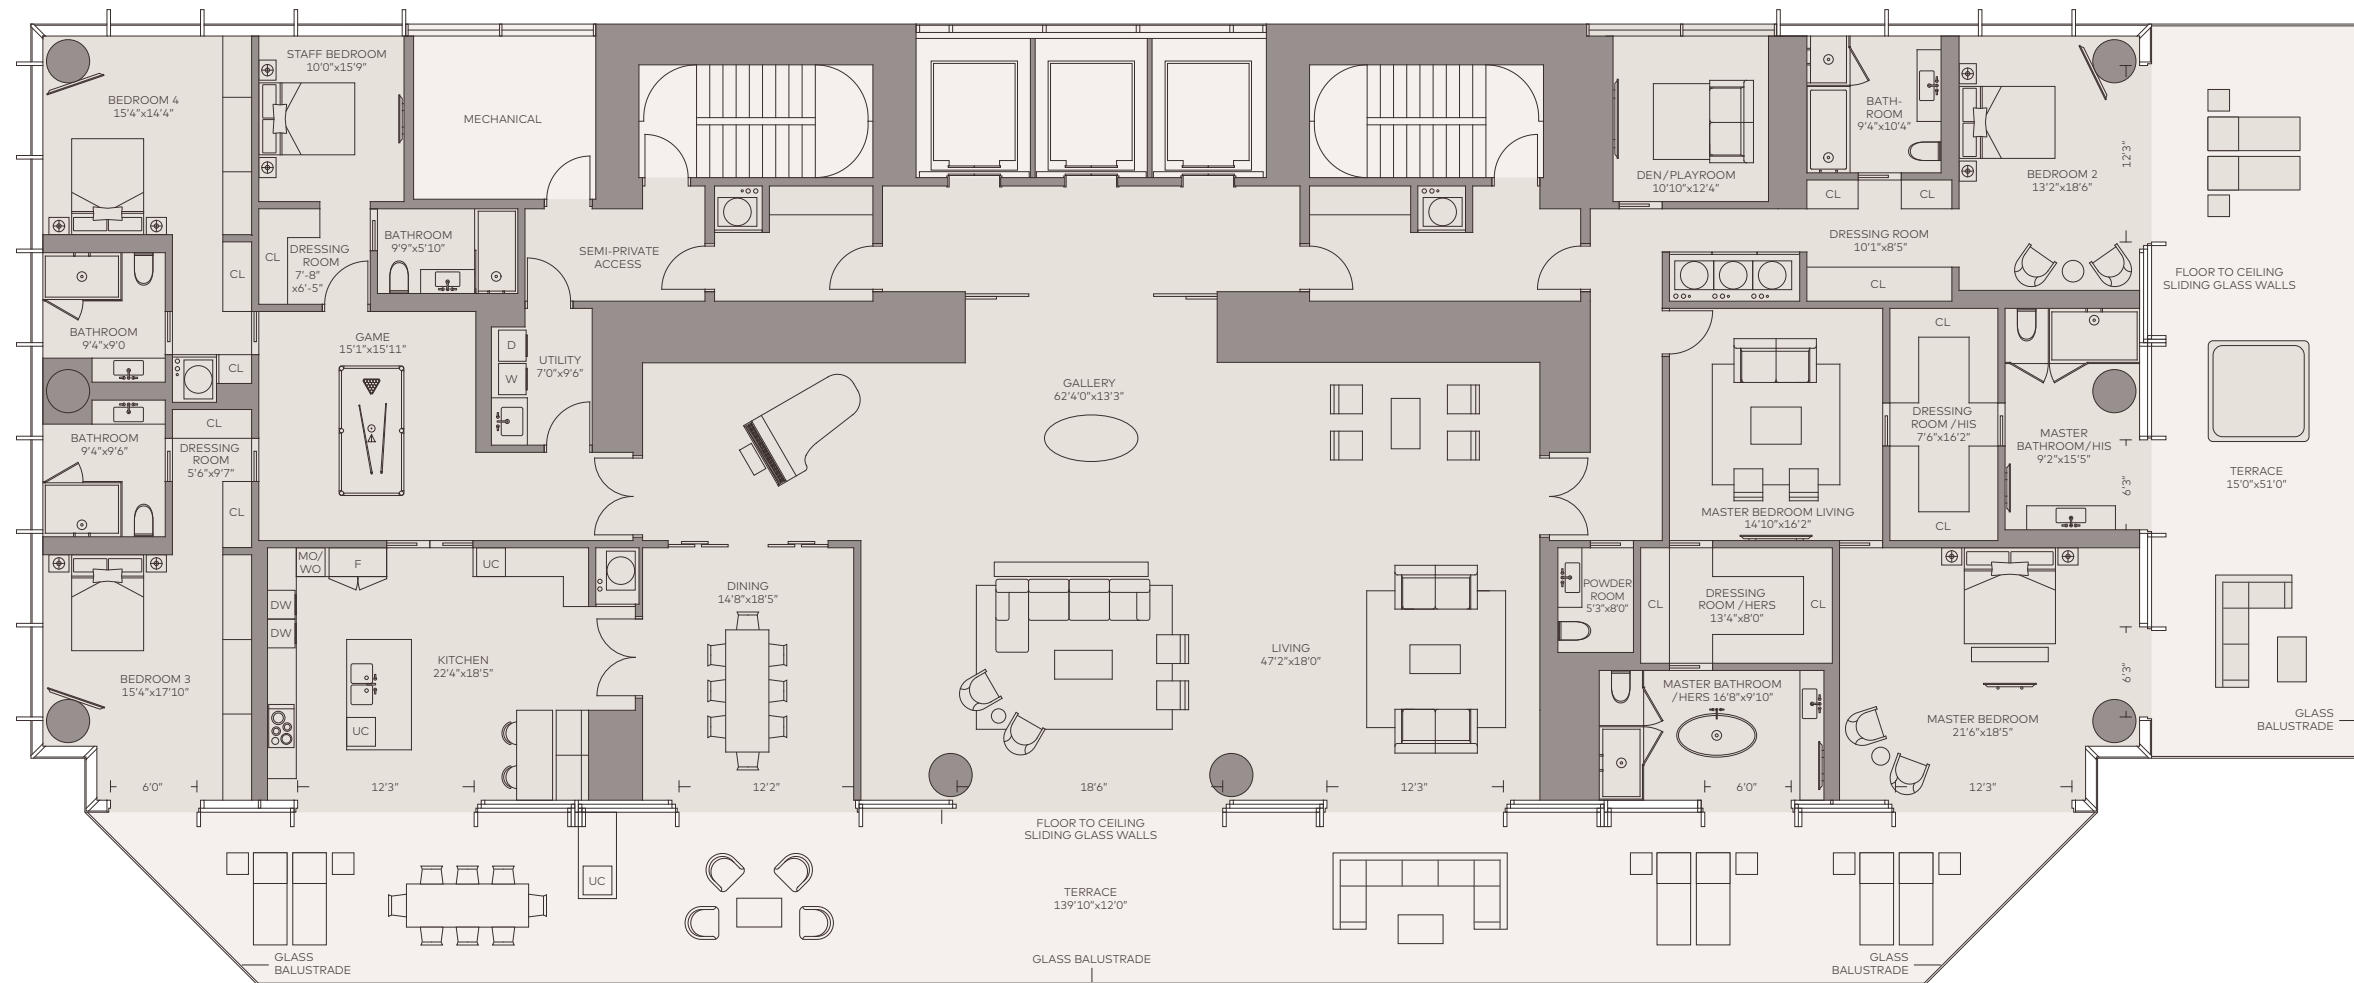 BEDROOM 4
15'4"x14'4"
STAFF BEDROOM
10'0"x15'9"
MECHANICAL
DEN/PLAYROOM
10'10"x12'4"
BATH-
ROOM
9'4"x10'4"
BEDROOM 2
13'2"x18'6"
12'3"
CL
CL
DRESSING ROOM
10'1"x8'5"
CL
FLOOR TO CEILING
SLIDING GLASS WALLS
CL
DRESSING
ROOM
7'-8"
x6'-5"
BATHROOM
9'9"x5'10"
SEMI-PRIVATE
ACCESS
CL
BATHROOM
9'4"x9'0
CL
GAME
15'1"x15'11"
D
W
UTILITY
7'0"x9'6"
GALLERY
62'4'0"x13'3"
CL
DRESSING
ROOM /HIS
7'6"x16'2"
CL
MASTER
BATHROOM/HIS
9'2"x15'5"
6'3"
TERRACE
15'0"x51'0"
BATHROOM
9'4"x9'6"
CL
DRESSING
ROOM
5'6"x9'7"
CL
MASTER BEDROOM LIVING
14'10"x16'2"
MO/
WO
F
UC
DW
DW
KITCHEN
22'4"x18'5"
UC
DINING
14'8"x18'5"
LIVING
47'2"x18'0"
POWDER
ROOM
5'3"x8'0"
CL
DRESSING
ROOM /HERS
13'4"x8'0"
CL
MASTER BATHROOM
/HERS 16'8"x9'10"
MASTER BEDROOM
21'6"x18'5"
6'3"
GLASS
BALUSTRADE
BEDROOM 3
15'4"x17'10"
6'0"
12'3"
12'2"
18'6"
12'3"
6'0"
12'3"
FLOOR TO CEILING
SLIDING GLASS WALLS
UC
TERRACE
139'10"x12'0"
GLASS
BALUSTRADE
GLASS BALUSTRADE
GLASS
BALUSTRADE